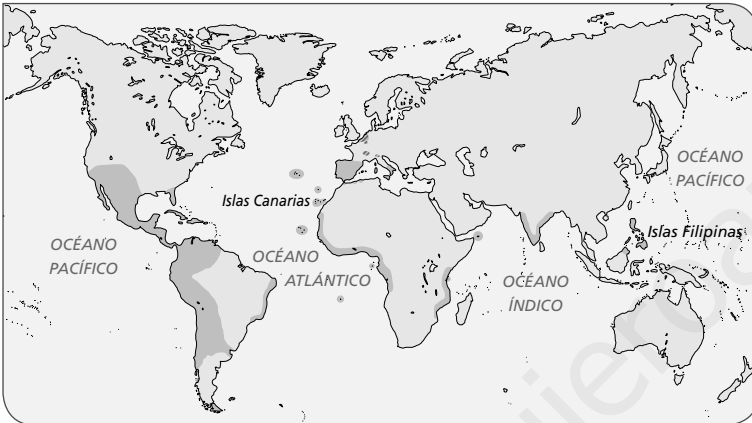 OCÉANO
PACÍFICO
Islas Canarias
Islas Filipinas
OCÉANO
PACÍFICO
OCÉANO
ATLÁNTICO
OCÉANO
ÍNDICO